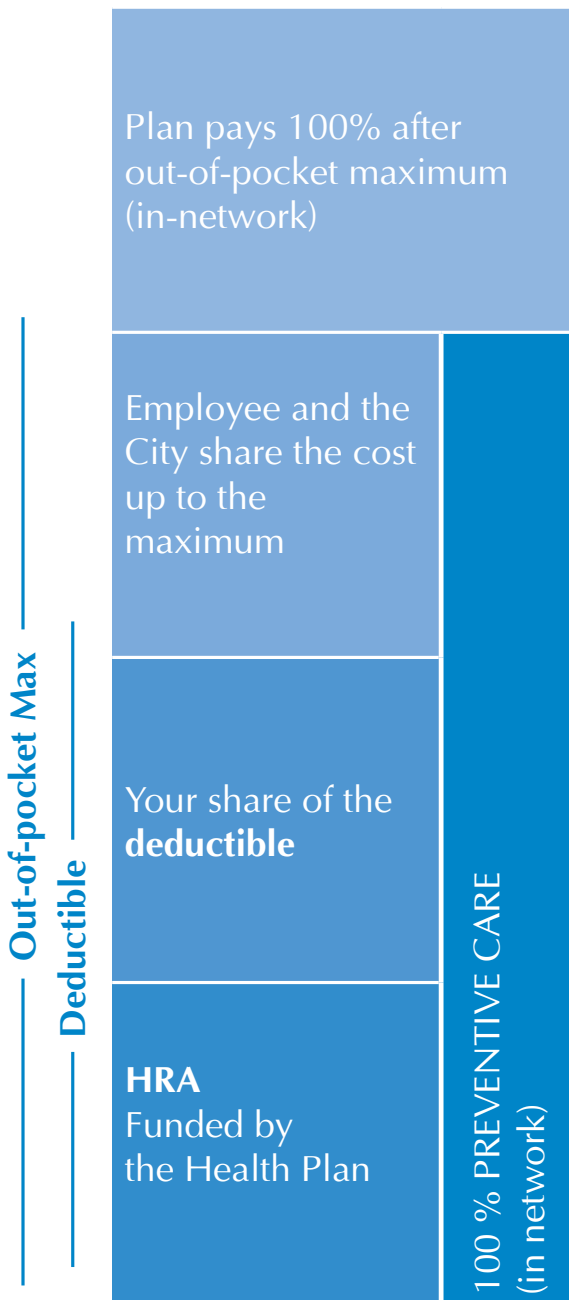 Plan pays 100% after
out-of-pocket maximum
(in-network)
Employee and the
City share the cost
up to the
maximum
Your share of the
deductible
HRA
Funded by
the Health Plan
Out-of-pocket Max
Deductible
100 % PREVENTIVE CARE
(in network)